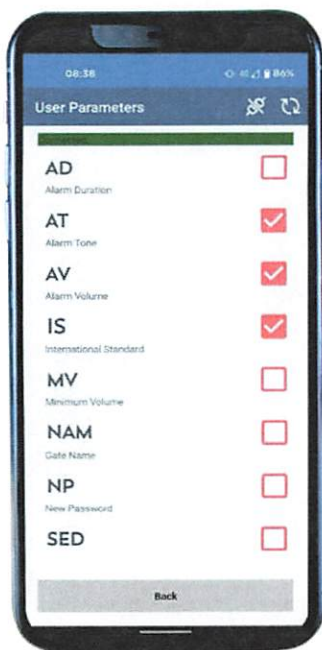 08:38 86%
User Parameters
AD
Alarm Duration
AT
Alarm Tone
AV
Alarm Volume
IS
International Standard
MV
Minimum Volume
NAM
Gate Name
NP
New Password
SED
Back